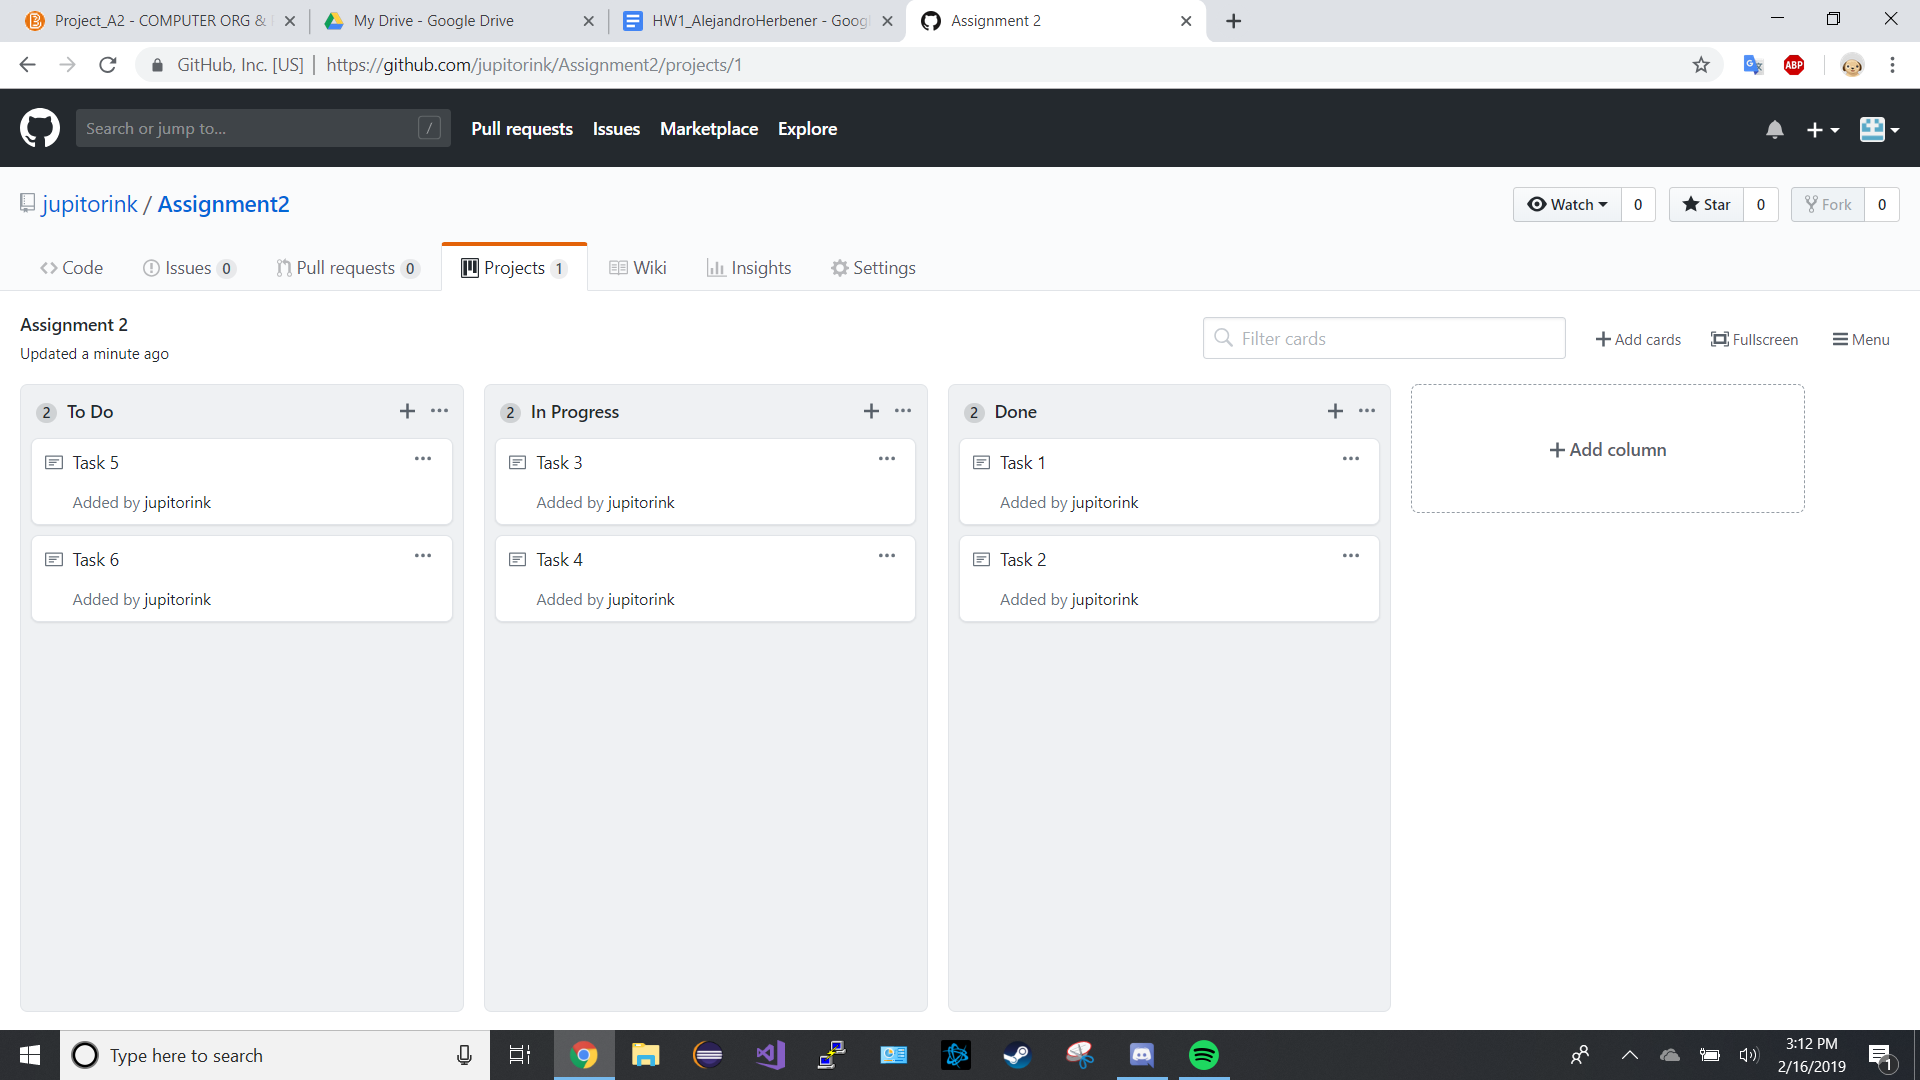 Project_A2 - COMPUTER ORG &
My Drive - Google Drive
HW1_AlejandroHerbener - Goog
Assignment 2
GitHub, Inc. [US] | https://github.com/jupitorink/Assignment2/projects/1
ABP
Search or jump to... /
Pull requests
Issues
Marketplace
Explore
jupitorink / Assignment2
Watch 0
Star 0
Fork 0
Code
Issues 0
Pull requests 0
Projects 1
Wiki
Insights
Settings
Assignment 2
Updated a minute ago
Filter cards
Add cards
Fullscreen
Menu
2 To Do
Task 5
Added by jupitorink
Task 6
Added by jupitorink
2 In Progress
Task 3
Added by jupitorink
Task 4
Added by jupitorink
2 Done
Task 1
Added by jupitorink
Task 2
Added by jupitorink
Add column
Type here to search
3:12 PM
2/16/2019
1